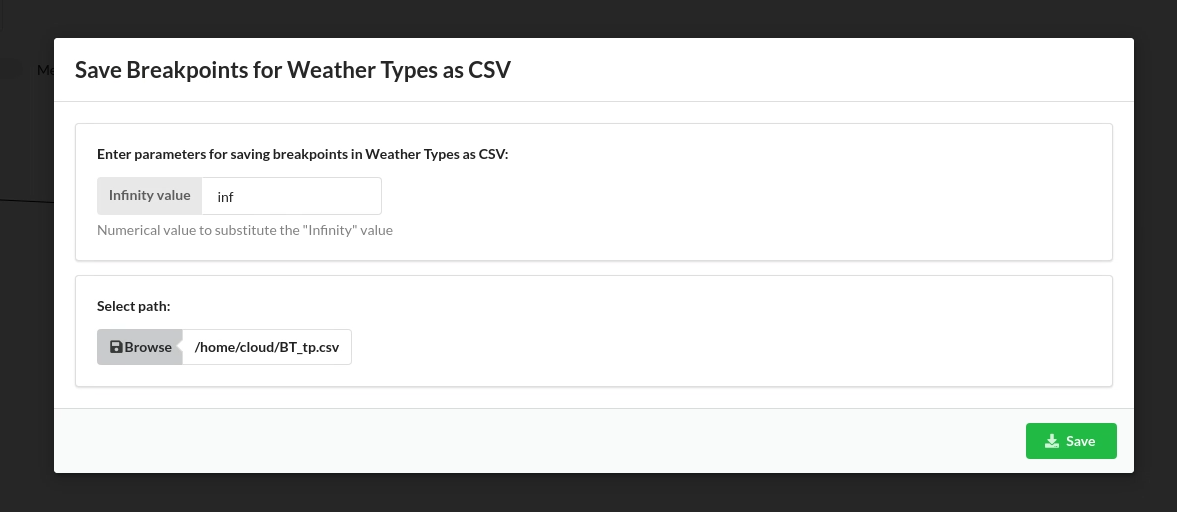 Me
Save Breakpoints for Weather Types as CSV
Enter parameters for saving breakpoints in Weather Types as CSV:
Infinity value inf
Numerical value to substitute the "Infinity" value
Select path:
Browse /home/cloud/BT_tp.csv
Save